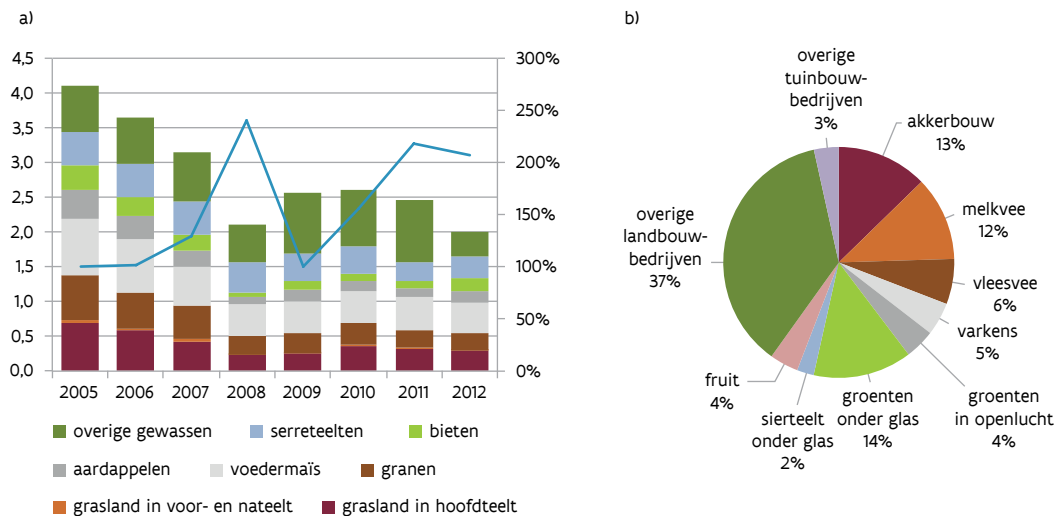 a)
4,5
4,0
3,5
3,0
2,5
2,0
1,5
1,0
0,5
0,0
300%
250%
200%
150%
100%
50%
0%
2005 2006 2007 2008 2009 2010 2011 2012
overige gewassen serreteelten bieten
aardappelen voedermaïs granen
grasland in voor- en nateelt grasland in hoofdteelt
b)
overige
tuinbouw-
bedrijven
3%
akkerbouw
13%
melkvee
12%
vleesvee
6%
varkens
5%
groenten
in openlucht
4%
groenten
onder glas
14%
sierteelt
onder glas
2%
fruit
4%
overige
landbouw-
bedrijven
37%